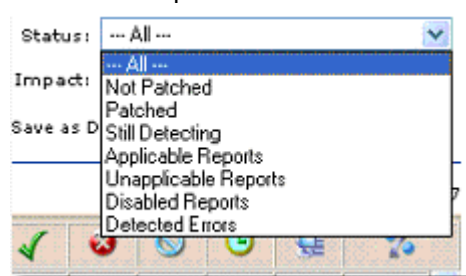 Status: --- All ---
--- All ---
Impact:
Not Patched
Patched
Save as D
Still Detecting
Applicable Reports
Unapplicable Reports
Disabled Reports
Detected Errors